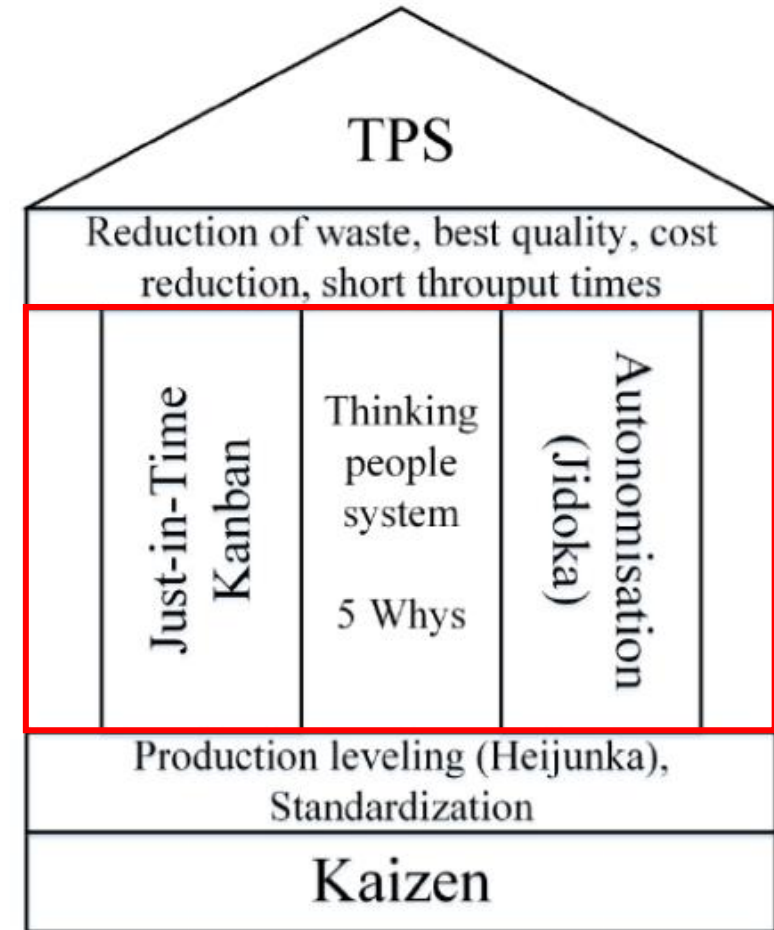 TPS
Reduction of waste, best quality, cost
reduction, short throuput times
Just-in-Time
Kanban
Thinking
people
system
5 Whys
Autonomisation
(Jidoka)
Production leveling (Heijunka),
Standardization
Kaizen